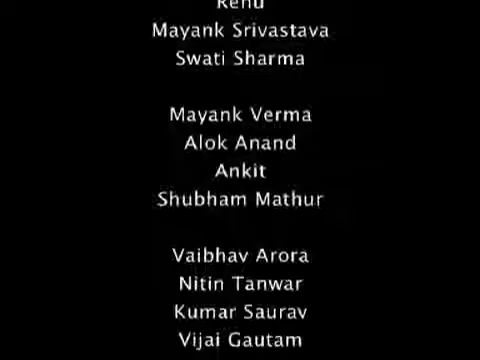 Renu
Mayank Srivastava
Swati Sharma
Mayank Verma
Alok Anand
Ankit
Shubham Mathur
Vaibhav Arora
Nitin Tanwar
Kumar Saurav
Vijai Gautam